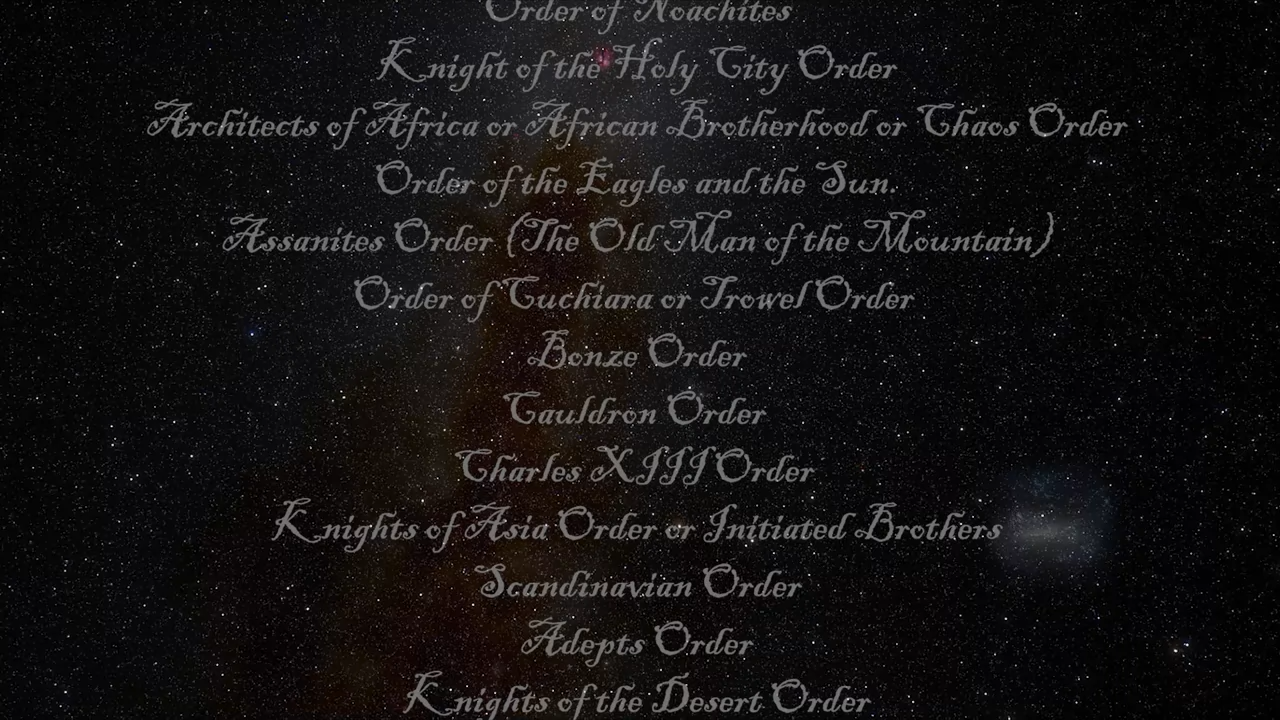 Order of Noachites
Knight of the Holy City Order
Architects of Africa or African Brotherhood or Chaos Order
Order of the Eagles and the Sun.
Assanites Order (The Old Man of the Mountain)
Order of Cuchiara or Trowel Order
Bonze Order
Cauldron Order
Charles XIII Order
Knights of Asia Order or Initiated Brothers
Scandinavian Order
Adepts Order
Knights of the Desert Order